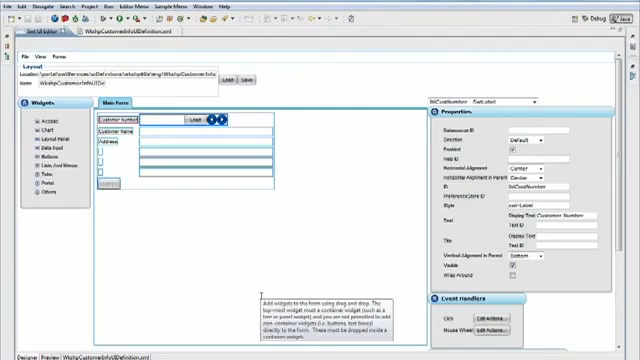 File Edit Navigate Search Project Run Editor Menu Sample Menu Window Help
Debug Java
Swt UI Editor WkshpCustomerInfoUIDefinition.xml
File View Forms
Layout
Location
Name WkshpCustomerInfoUIDe
Load Save
Widgets
Chart
Layout Panel
Data Input
Buttons
Lists And Menus
Tabs
Portal
Others
Main Form
Customer Number Load
Customer Name
Address
lblCustNumber - SwtLabel
Properties
Datasource ID
Direction Default
Enabled
Help ID
Horizontal Alignment Center
Horizontal Alignment in Parent Center
ID lblCustNumber
PreferenceStore ID
Style swt-Label
Text Display Text Customer Number
Text ID
Title Display Text
Text ID
Vertical Alignment in Parent Bottom
Visible
Wrap Around
Event Handlers
Click Edit Actions...
Mouse Wheel Edit Actions...
Add widgets to the form using drag and drop. The
top-most widget must a container widget (such as a
tree or panel widget) and you are not permitted to add
non-container widgets (i.e. buttons, text boxes)
directly to the form. These must be dropped inside a
container widget.
Designer Preview WkshpCustomerInfoUIDefinition.xml